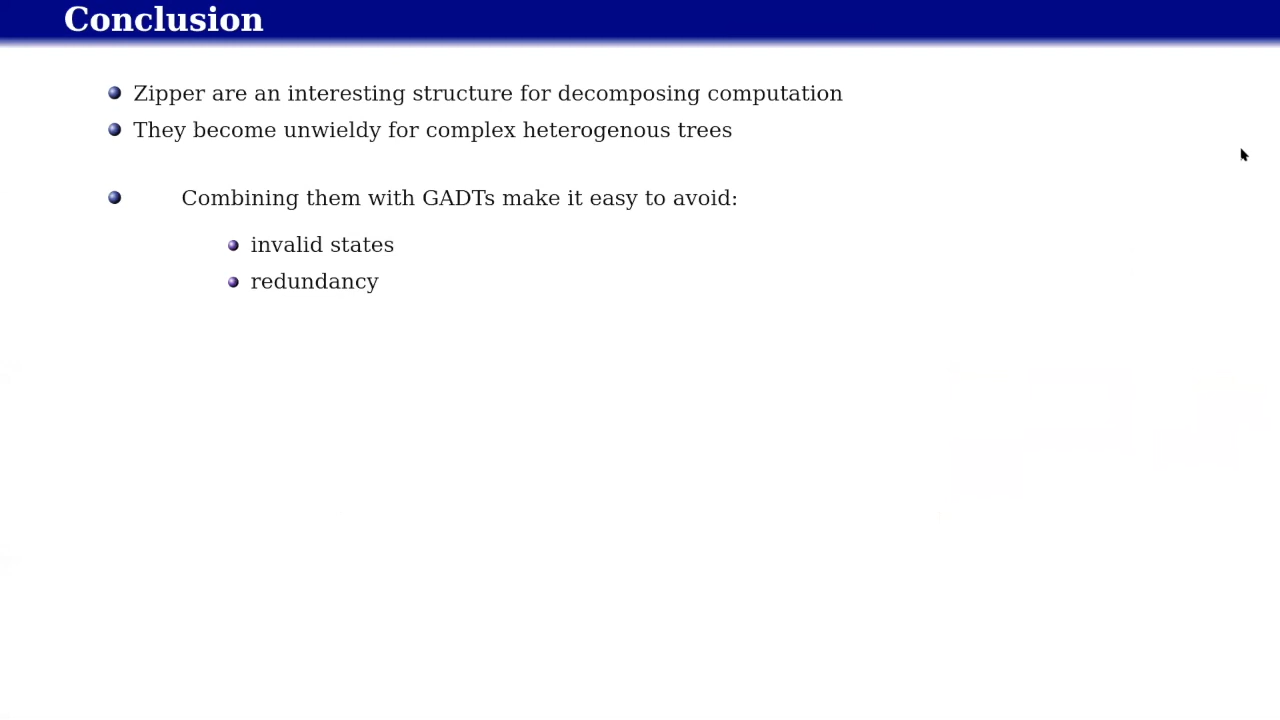 Conclusion
Zipper are an interesting structure for decomposing computation
They become unwieldy for complex heterogenous trees
Combining them with GADTs make it easy to avoid:
invalid states
redundancy